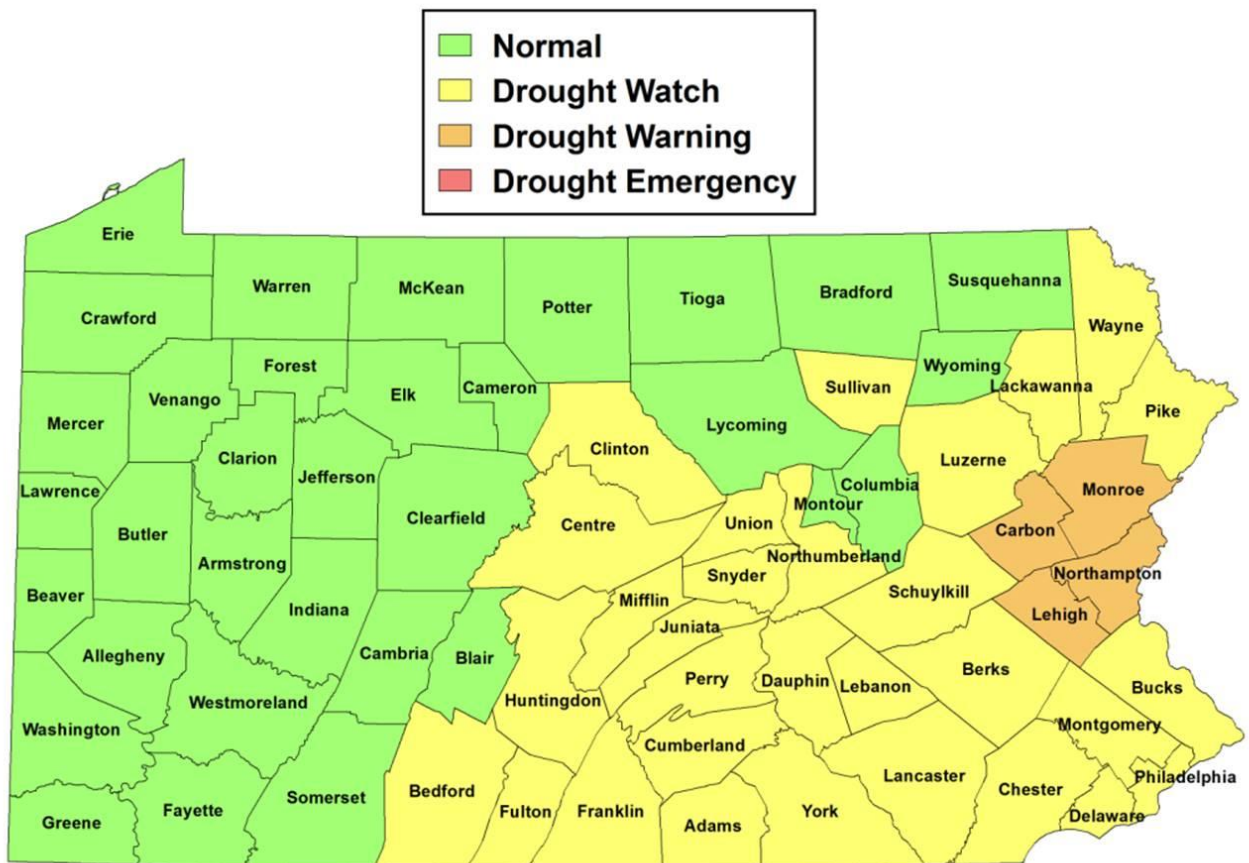 Normal
Drought Watch
Drought Warning
Drought Emergency
Erie
Warren
McKean
Potter
Tioga
Bradford
Susquehanna
Crawford
Wayne
Forest
Wyoming
Venango
Elk
Cameron
Sullivan
Lackawanna
Mercer
Pike
Lycoming
Clinton
Clarion
Luzerne
Jefferson
Lawrence
Columbia
Monroe
Montour
Clearfield
Centre
Union
Butler
Carbon
Northumberland
Armstrong
Snyder
Northampton
Beaver
Indiana
Mifflin
Schuylkill
Lehigh
Juniata
Allegheny
Cambria
Blair
Perry
Dauphin
Lebanon
Berks
Bucks
Westmoreland
Huntingdon
Washington
Cumberland
Montgomery
Lancaster
Philadelphia
Somerset
Bedford
Chester
Greene
Fayette
Fulton
Franklin
Adams
York
Delaware